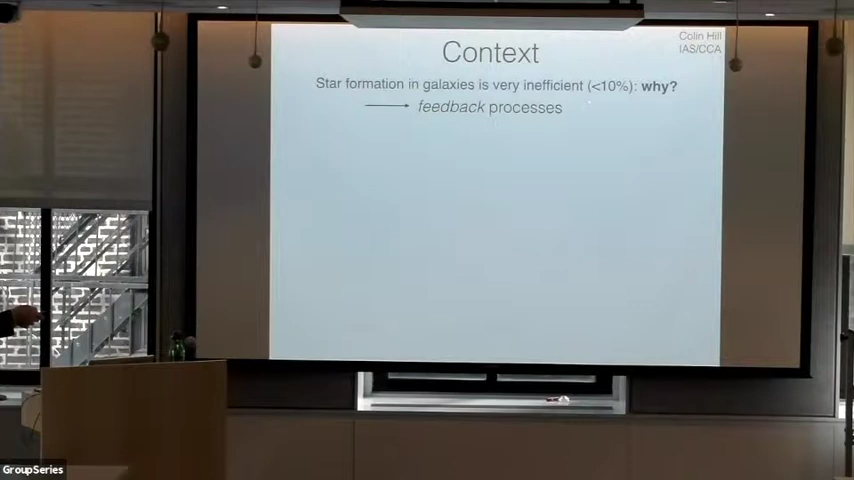 Colin Hill
IAS/CCA
Context
Star formation in galaxies is very inefficient (<10%): why?
feedback processes
GroupSeries